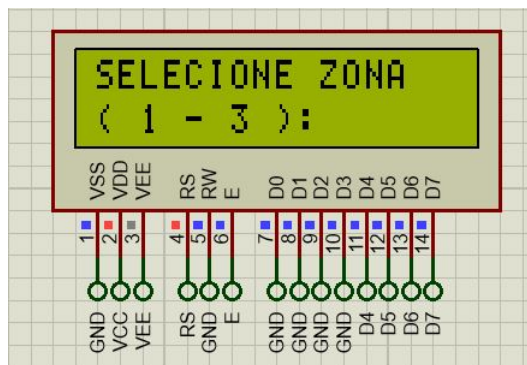 SELECIONE ZONA
( 1 - 3 ):
VSS VDD VEE RS RW E D0 D1 D2 D3 D4 D5 D6 D7
1 2 3 4 5 6 7 8 9 10 11 12 13 14
GND VCC VEE RS GND E GND GND GND GND D4 D5 D6 D7